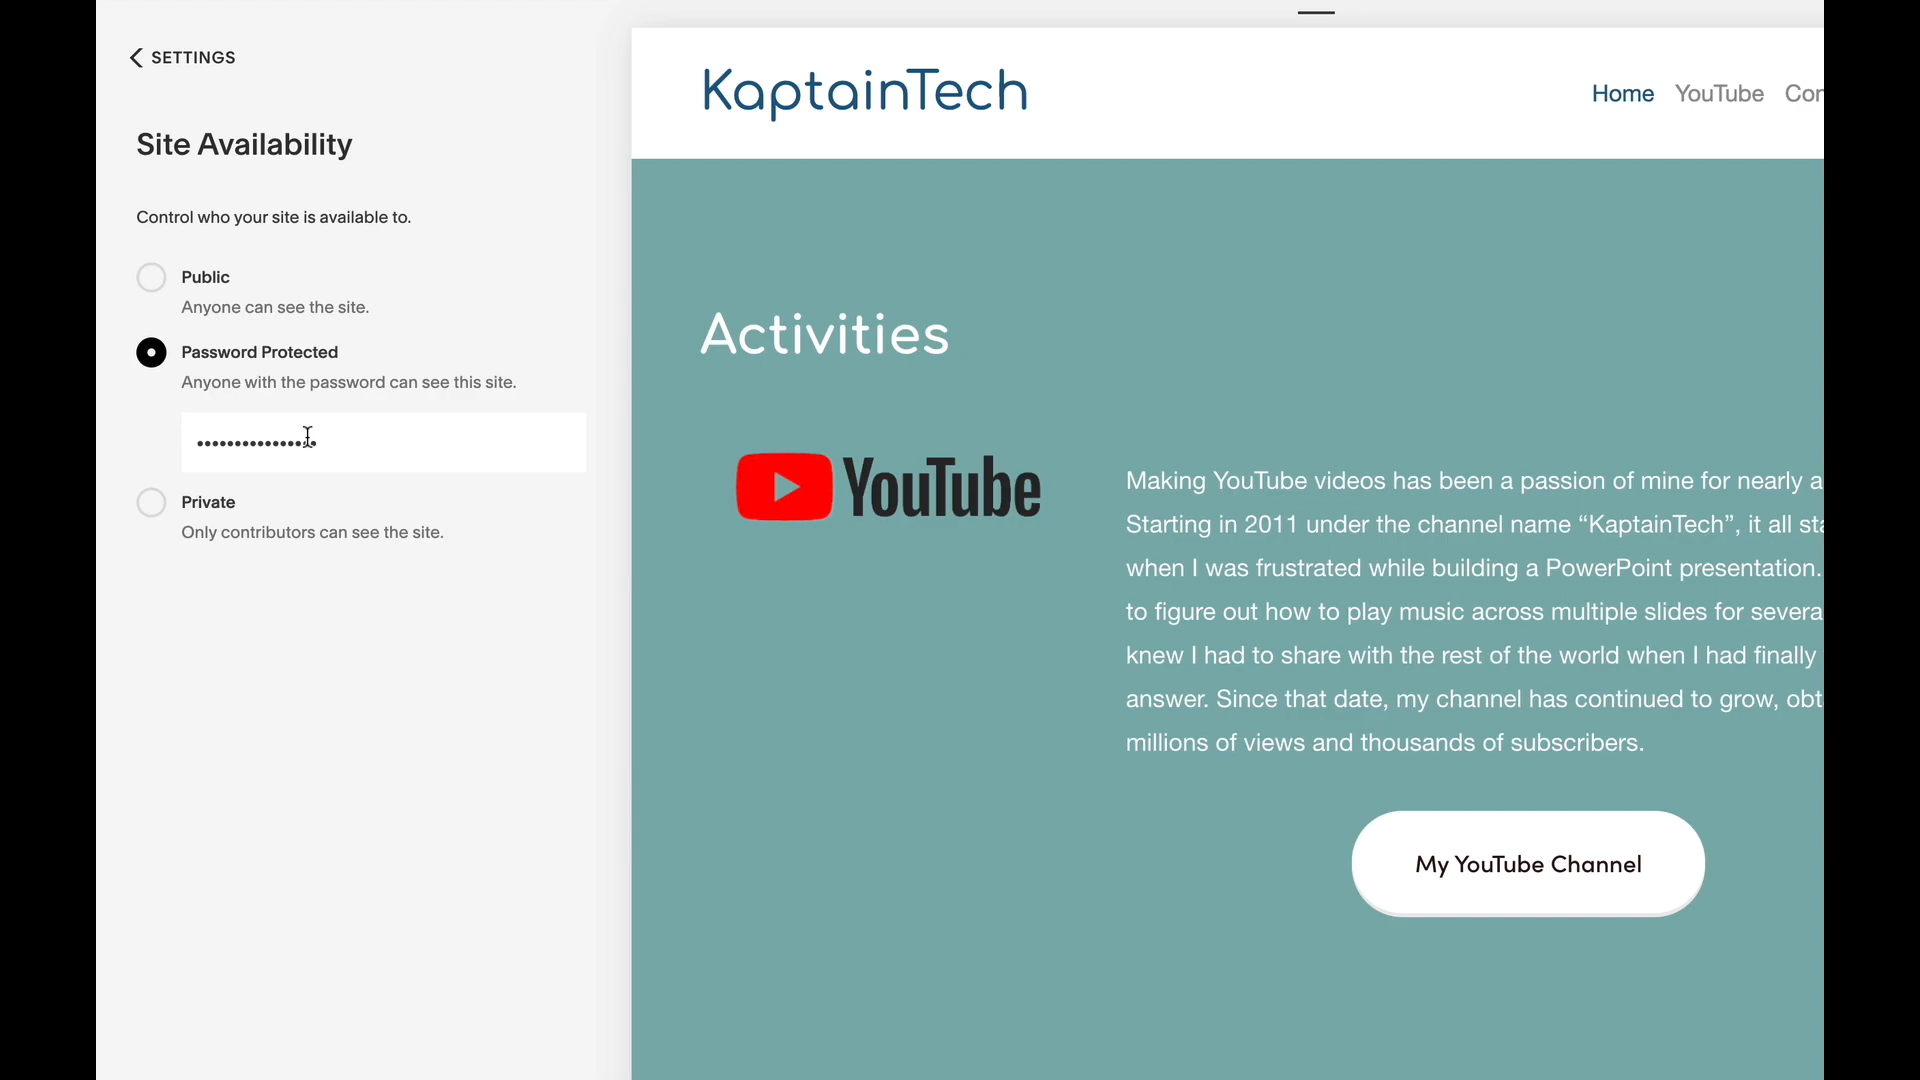 SETTINGS
Site Availability
Control who your site is available to.
Public
Anyone can see the site.
Password Protected
Anyone with the password can see this site.
••••••••••••••••
Private
Only contributors can see the site.
KaptainTech
Home YouTube
Activities
YouTube
Making YouTube videos has been a passion of mine for nearly a
Starting in 2011 under the channel name “KaptainTech”, it all
when I was frustrated while building a PowerPoint presentation.
to figure out how to play music across multiple slides for
knew I had to share with the rest of the world when I had finally
answer. Since that date, my channel has continued to grow,
millions of views and thousands of subscribers.
My YouTube Channel